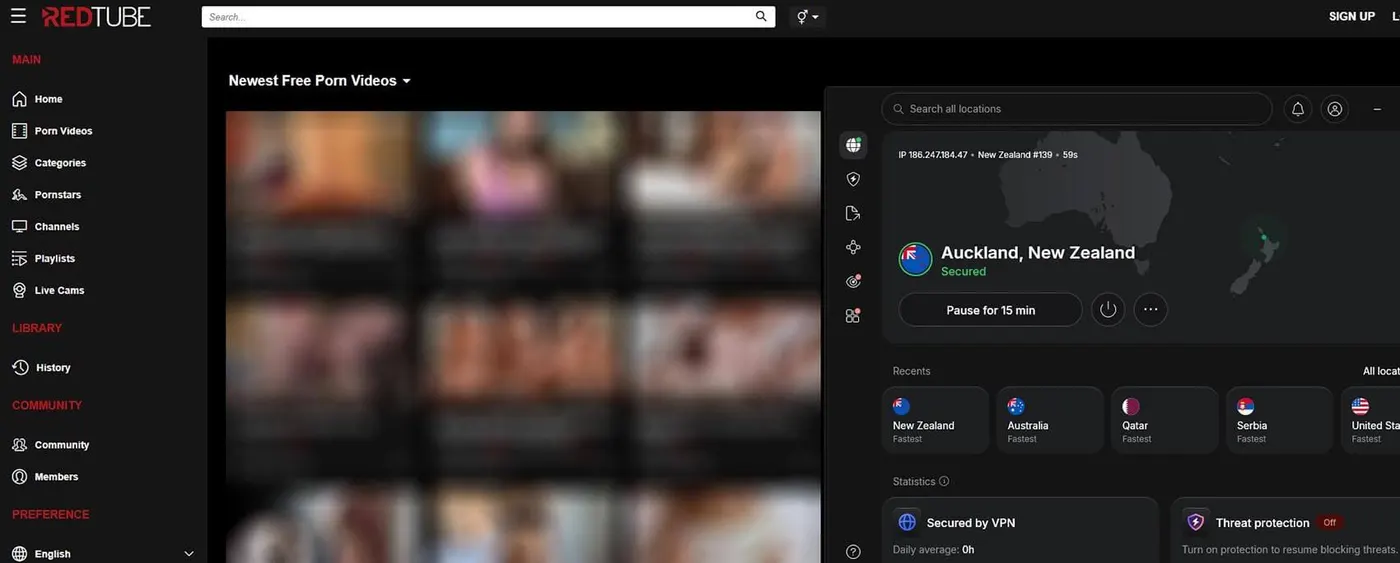 REDTUBE
Search...
SIGN UP
L
MAIN
Home
Porn Videos
Categories
Pornstars
Channels
Playlists
Live Cams
LIBRARY
History
COMMUNITY
Community
Members
PREFERENCE
English
Newest Free Porn Videos
Search all locations
IP 186.247.184.47 • New Zealand #139 • 59s
Auckland, New Zealand
Secured
Pause for 15 min
Recents
All locat
New Zealand
Fastest
Australia
Fastest
Qatar
Fastest
Serbia
Fastest
United Sta
Fastest
Statistics
Secured by VPN
Daily average: 0h
Threat protection Off
Turn on protection to resume blocking threats.